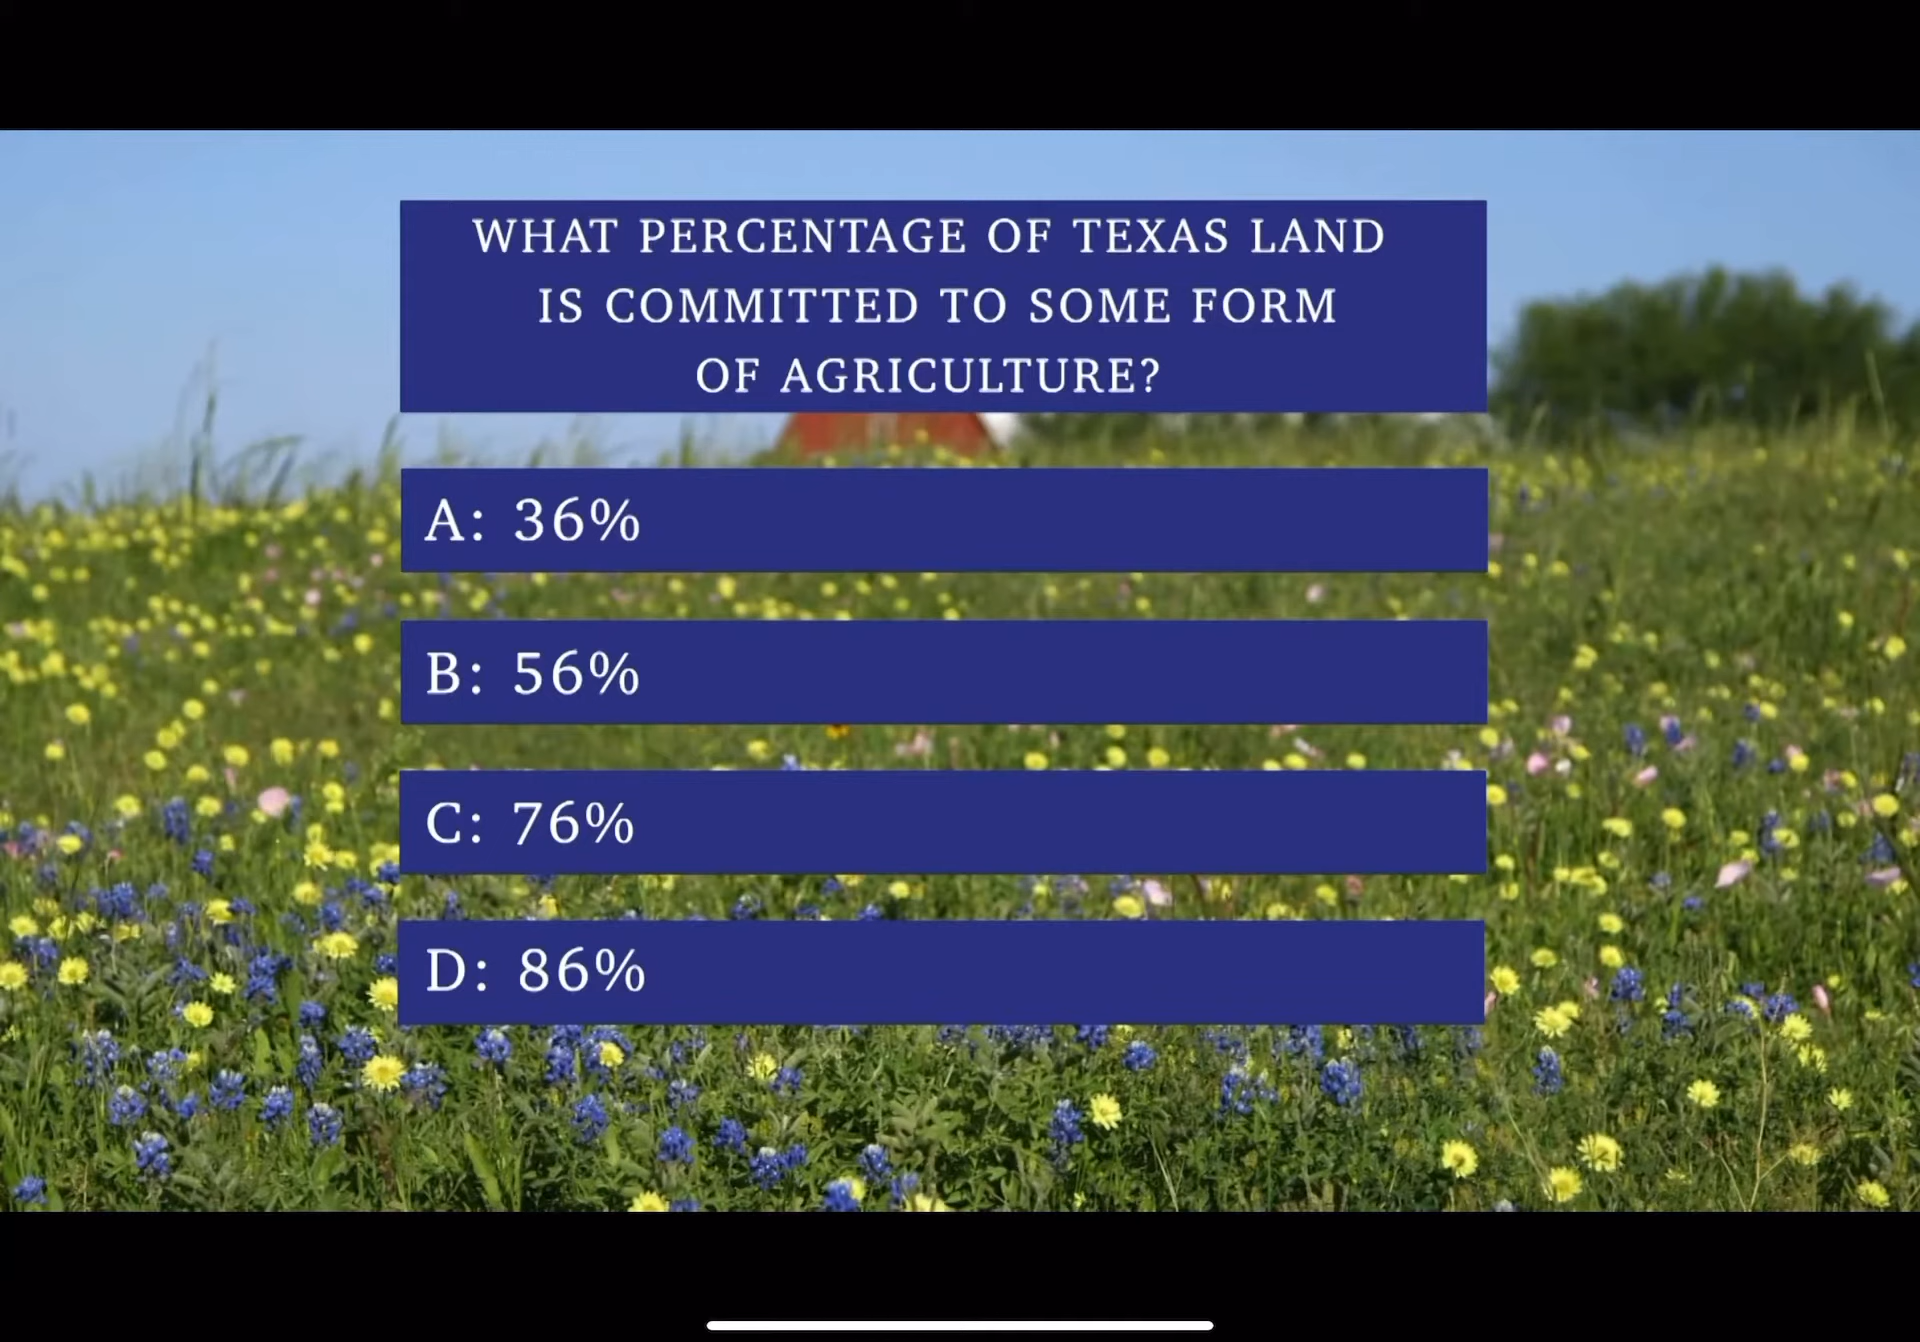 WHAT PERCENTAGE OF TEXAS LAND
IS COMMITTED TO SOME FORM
OF AGRICULTURE?
A: 36%
B: 56%
C: 76%
D: 86%